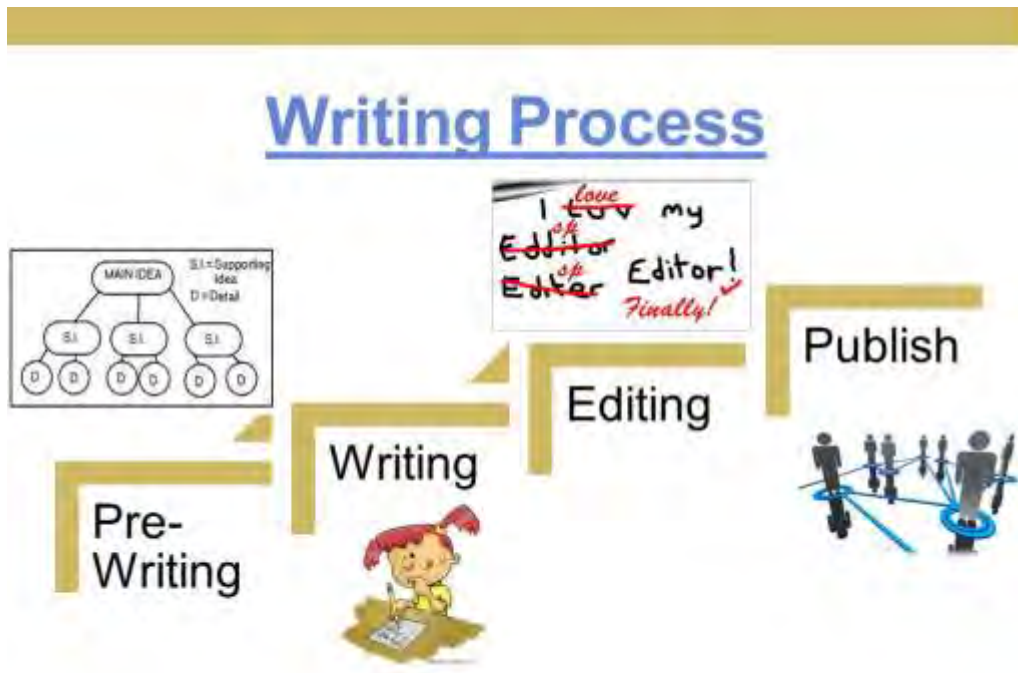 Writing Process
MAIN IDEA
S.I.=Supporting
Idea
D=Detail
S.I.
S.I.
S.I.
D
D
D
D
D
D
Pre-
Writing
Writing
love
I Luv my
sp
Edditor
sp
Editer
Editor!
Finally!
Editing
Publish